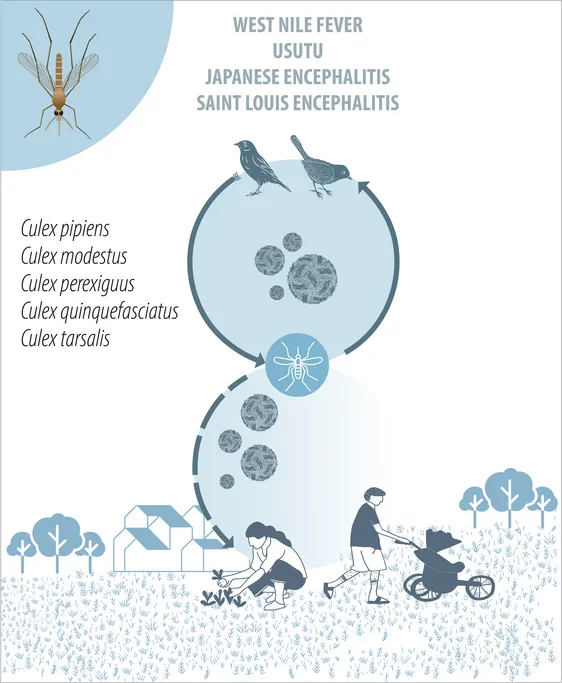 WEST NILE FEVER
USUTU
JAPANESE ENCEPHALITIS
SAINT LOUIS ENCEPHALITIS
Culex pipiens
Culex modestus
Culex perexiguus
Culex quinquefasciatus
Culex tarsalis